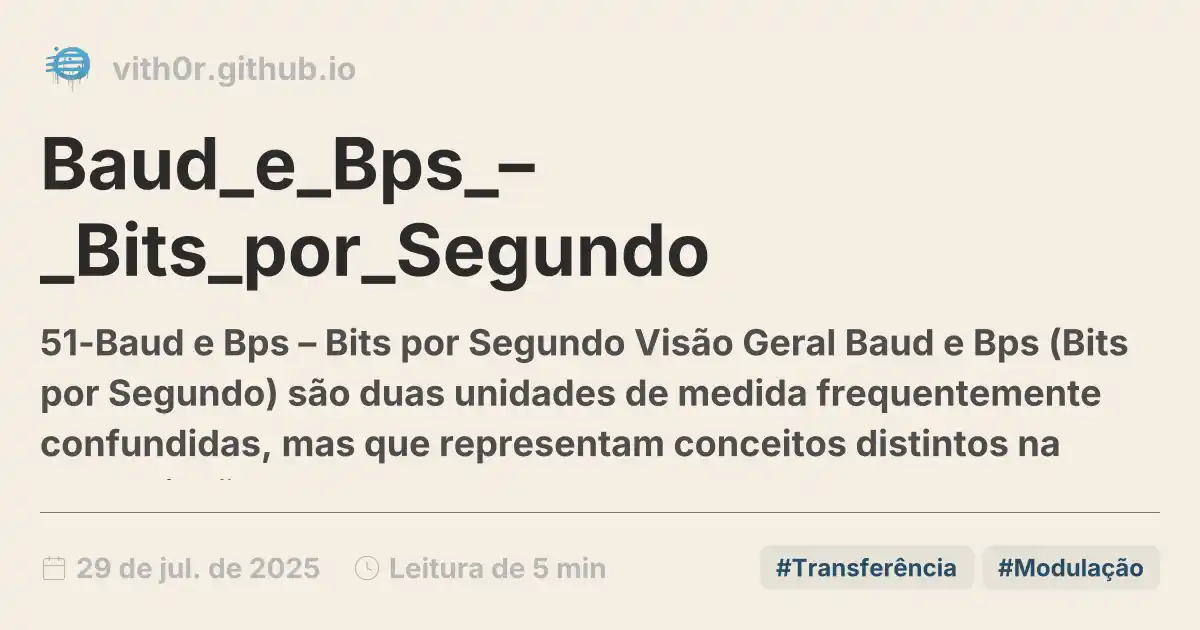 vith0r.github.io
Baud_e_Bps_–
_Bits_por_Segundo
51-Baud e Bps – Bits por Segundo Visão Geral Baud e Bps (Bits
por Segundo) são duas unidades de medida frequentemente
confundidas, mas que representam conceitos distintos na
29 de jul. de 2025 Leitura de 5 min #Transferência #Modulação